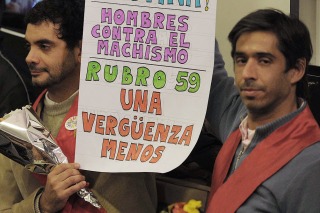 HOMBRES
CONTRA EL
MACHISMO
RUBRO 59
UNA
VERGÜENZA
MENOS